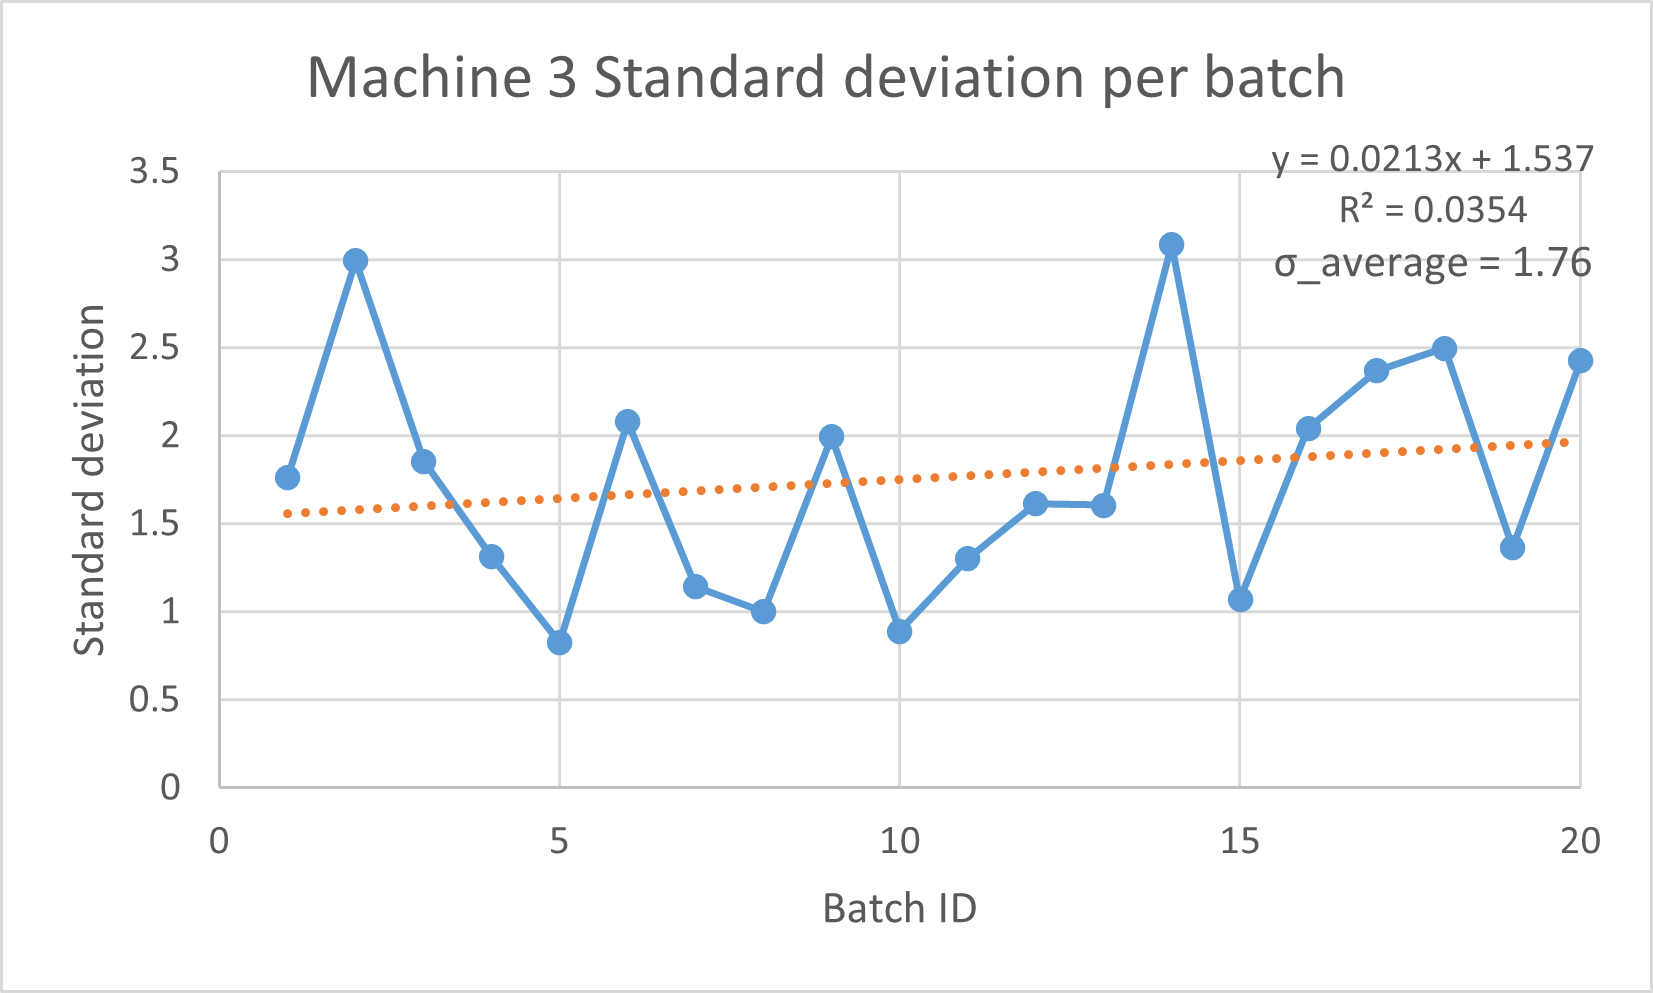 Machine 3 Standard deviation per batch
y = 0.0213x + 1.537
R² = 0.0354
σ_average = 1.76
3.5
3
2.5
2
1.5
1
0.5
0
Standard deviation
0 5 10 15 20
Batch ID